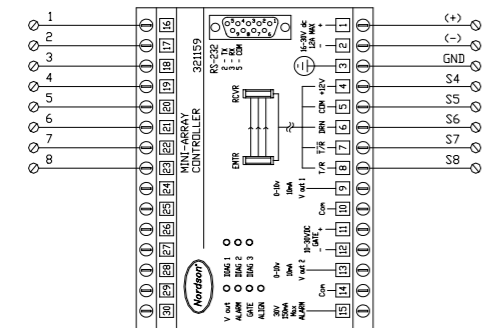 1
2
3
4
5
6
7
8
16
17
18
19
20
21
22
23
24
25
26
27
28
29
30
MINI-ARRAY
CONTROLLER
321159
RS-232
2 - TX
3 - RX
5 - COM
RCVR
EMTR
DIAG 1
DIAG 2
DIAG 3
V out
ALARM
GATE
ALIGN
Nordson
16-30V dc
1.2A MAX
+
-
+12V
COM
DRN
T/R
T/R
0-10v
10mA
V out 1
Com
10-30VDC
GATE
+
-
0-10v
10mA
V out 2
Com
30V
150mA
Max
ALARM
1
2
3
4
5
6
7
8
9
10
11
12
13
14
15
(+)
(-)
GND
S4
S5
S6
S7
S8